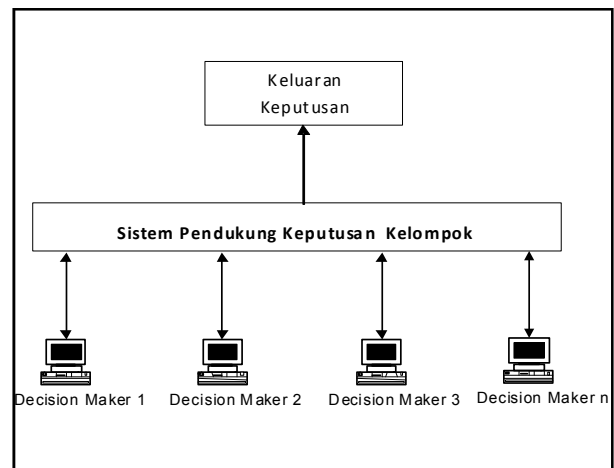 Keluaran
Keputusan
Sistem Pendukung Keputusan Kelompok
Decision Maker 1
Decision Maker 2
Decision Maker 3
Decision Maker n